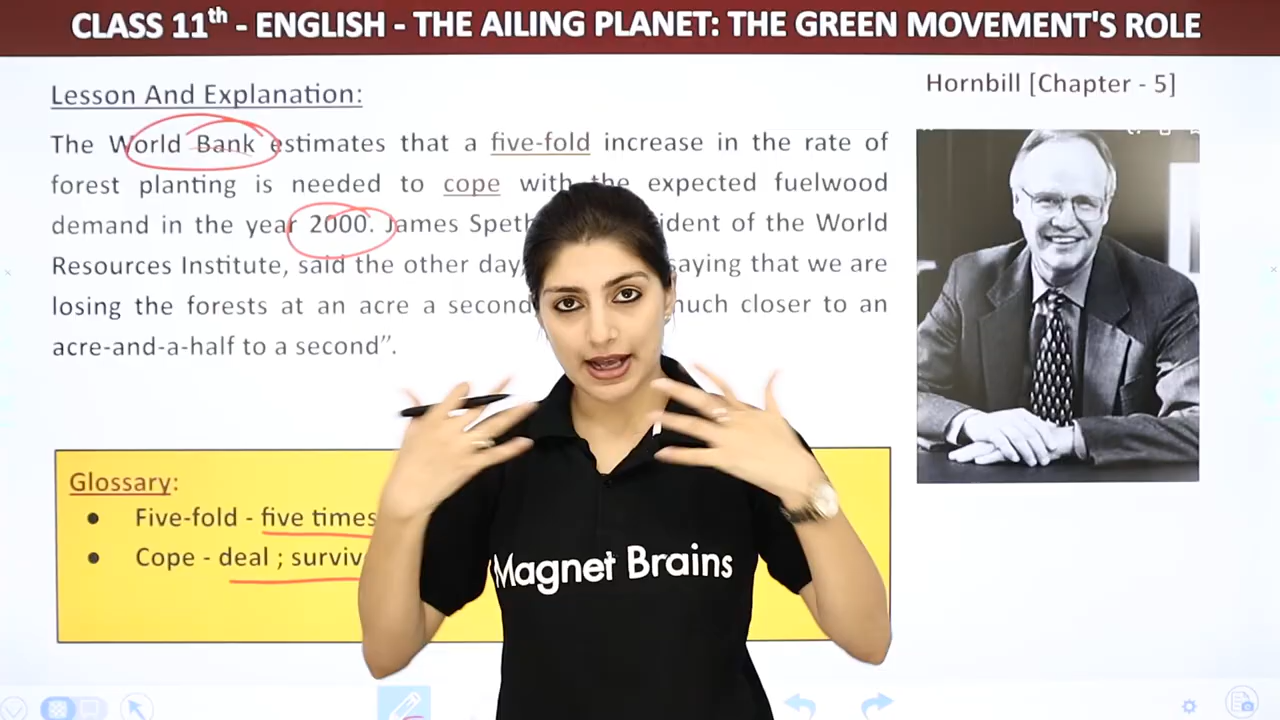 CLASS 11th - ENGLISH - THE AILING PLANET: THE GREEN MOVEMENT'S ROLE
Lesson And Explanation:
Hornbill [Chapter - 5]
The World Bank estimates that a five-fold increase in the rate of
forest planting is needed to cope with the expected fuelwood
demand in the year 2000. James Speth ident of the World
Resources Institute, said the other day, saying that we are
losing the forests at an acre a second much closer to an
acre-and-a-half to a second”.
Glossary:
● Five-fold - five times
● Cope - deal ; surviv
Magnet Brains